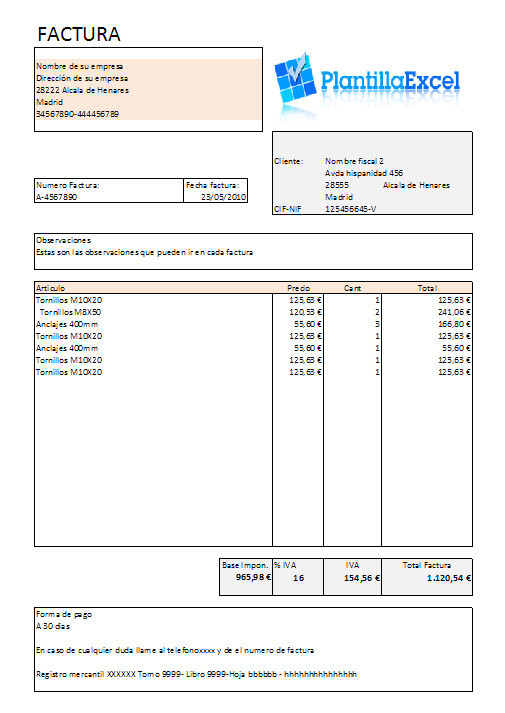 FACTURA
Nombre de su empresa
Dirección de su empresa
28222 Alcala de Henares
Madrid
34567890-444456789
PlantillaExcel
Cliente: Nombre fiscal 2
Avda hispanidad 456
28555 Alcala de Henares
Madrid
CIF-NIF 125456645-V
Numero Factura: Fecha factura:
A-4567890 23/05/2010
Observaciones
Estas son las observaciones que pueden ir en cada factura
Articulo Precio Cant Total
Tornillos M10X20 125,63 € 1 125,63 €
Tornillos M8X50 120,53 € 2 241,06 €
Anclajes 400mm 55,60 € 3 166,80 €
Tornillos M10X20 125,63 € 1 125,63 €
Anclajes 400mm 55,60 € 1 55,60 €
Tornillos M10X20 125,63 € 1 125,63 €
Tornillos M10X20 125,63 € 1 125,63 €
Base Impon. % IVA IVA Total Factura
965,98 € 16 154,56 € 1.120,54 €
Forma de pago
A 30 dias
En caso de cualquier duda llame al telefonoxxxx y de el numero de factura
Registro mercantil XXXXXX Tomo 9999- Libro 9999-Hoja bbbbbb - hhhhhhhhhhhhhh